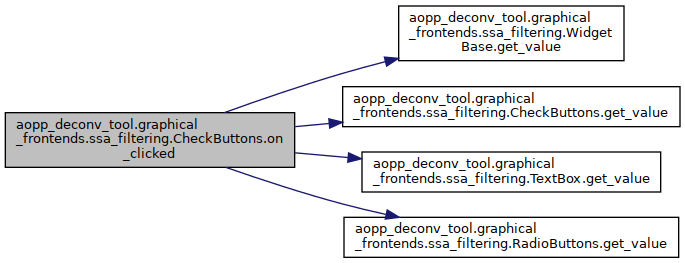 aopp_deconv_tool.graphical
_frontends.ssa_filtering.CheckButtons.on
_clicked
aopp_deconv_tool.graphical
_frontends.ssa_filtering.Widget
Base.get_value
aopp_deconv_tool.graphical
_frontends.ssa_filtering.CheckButtons.get_value
aopp_deconv_tool.graphical
_frontends.ssa_filtering.TextBox.get_value
aopp_deconv_tool.graphical
_frontends.ssa_filtering.RadioButtons.get_value